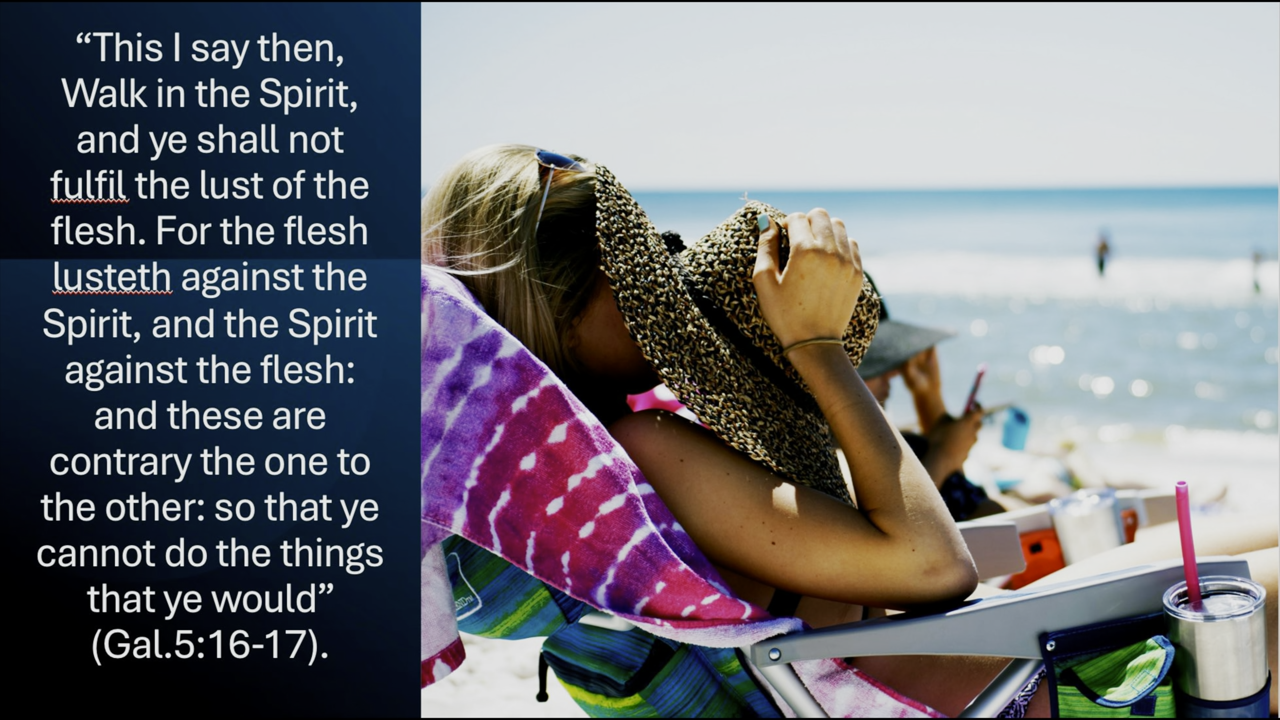 “This I say then,
Walk in the Spirit,
and ye shall not
fulfil the lust of the
flesh. For the flesh
lusteth against the
Spirit, and the Spirit
against the flesh:
and these are
contrary the one to
the other: so that ye
cannot do the things
that ye would”
(Gal.5:16-17).